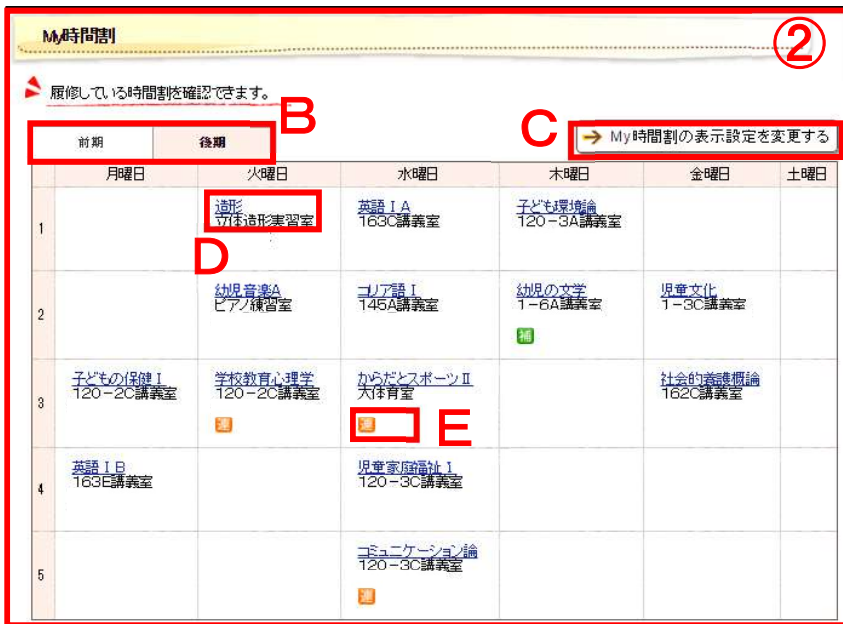 My時間割
②
履修している時間割を確認できます。
B
C
前期 後期
My時間割の表示設定を変更する
月曜日 火曜日 水曜日 木曜日 金曜日 土曜日
1
造形
立体造形実習室
英語ⅠA
163C講義室
子ども環境論
120-3A講義室
D
2
幼児音楽A
ピアノ練習室
コリア語Ⅰ
145A講義室
幼児の文学
1-6A講義室
補
児童文化
1-3C講義室
3
子どもの保健Ⅰ
120-2C講義室
学校教育心理学
120-2C講義室
連
からだとスポーツⅡ
大体育室
連
E
社会的養護概論
162C講義室
4
英語ⅠB
163E講義室
児童家庭福祉Ⅰ
120-3C講義室
5
コミュニケーション論
120-3C講義室
連